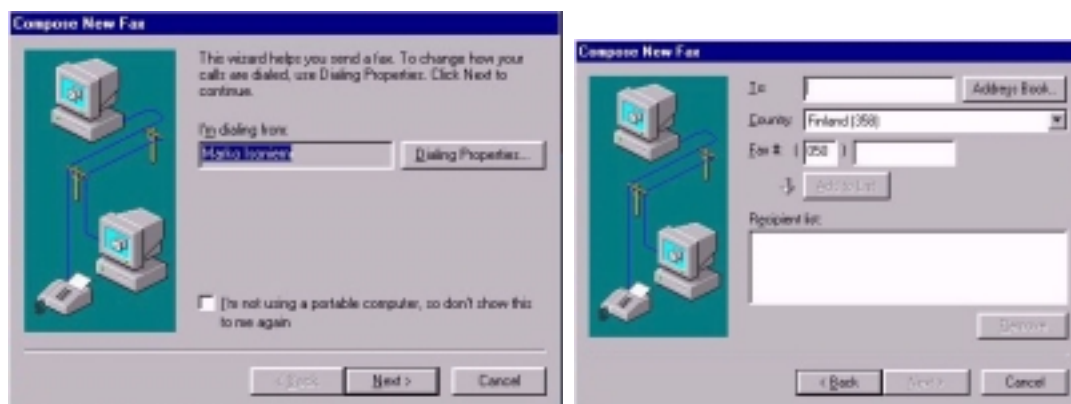 Compose New Fax
This wizard helps you send a fax. To change how your
calls are dialed, use Dialing Properties. Click Next to
continue.
I'm dialing from:
Marko
Dialing Properties...
I'm not using a portable computer, so don't show this
to me again
< Back
Next >
Cancel
Compose New Fax
To:
Address Book...
Country:
Finland (358)
Fax #: ( 050 )
Add to List
Recipient list:
Remove
< Back
Next >
Cancel